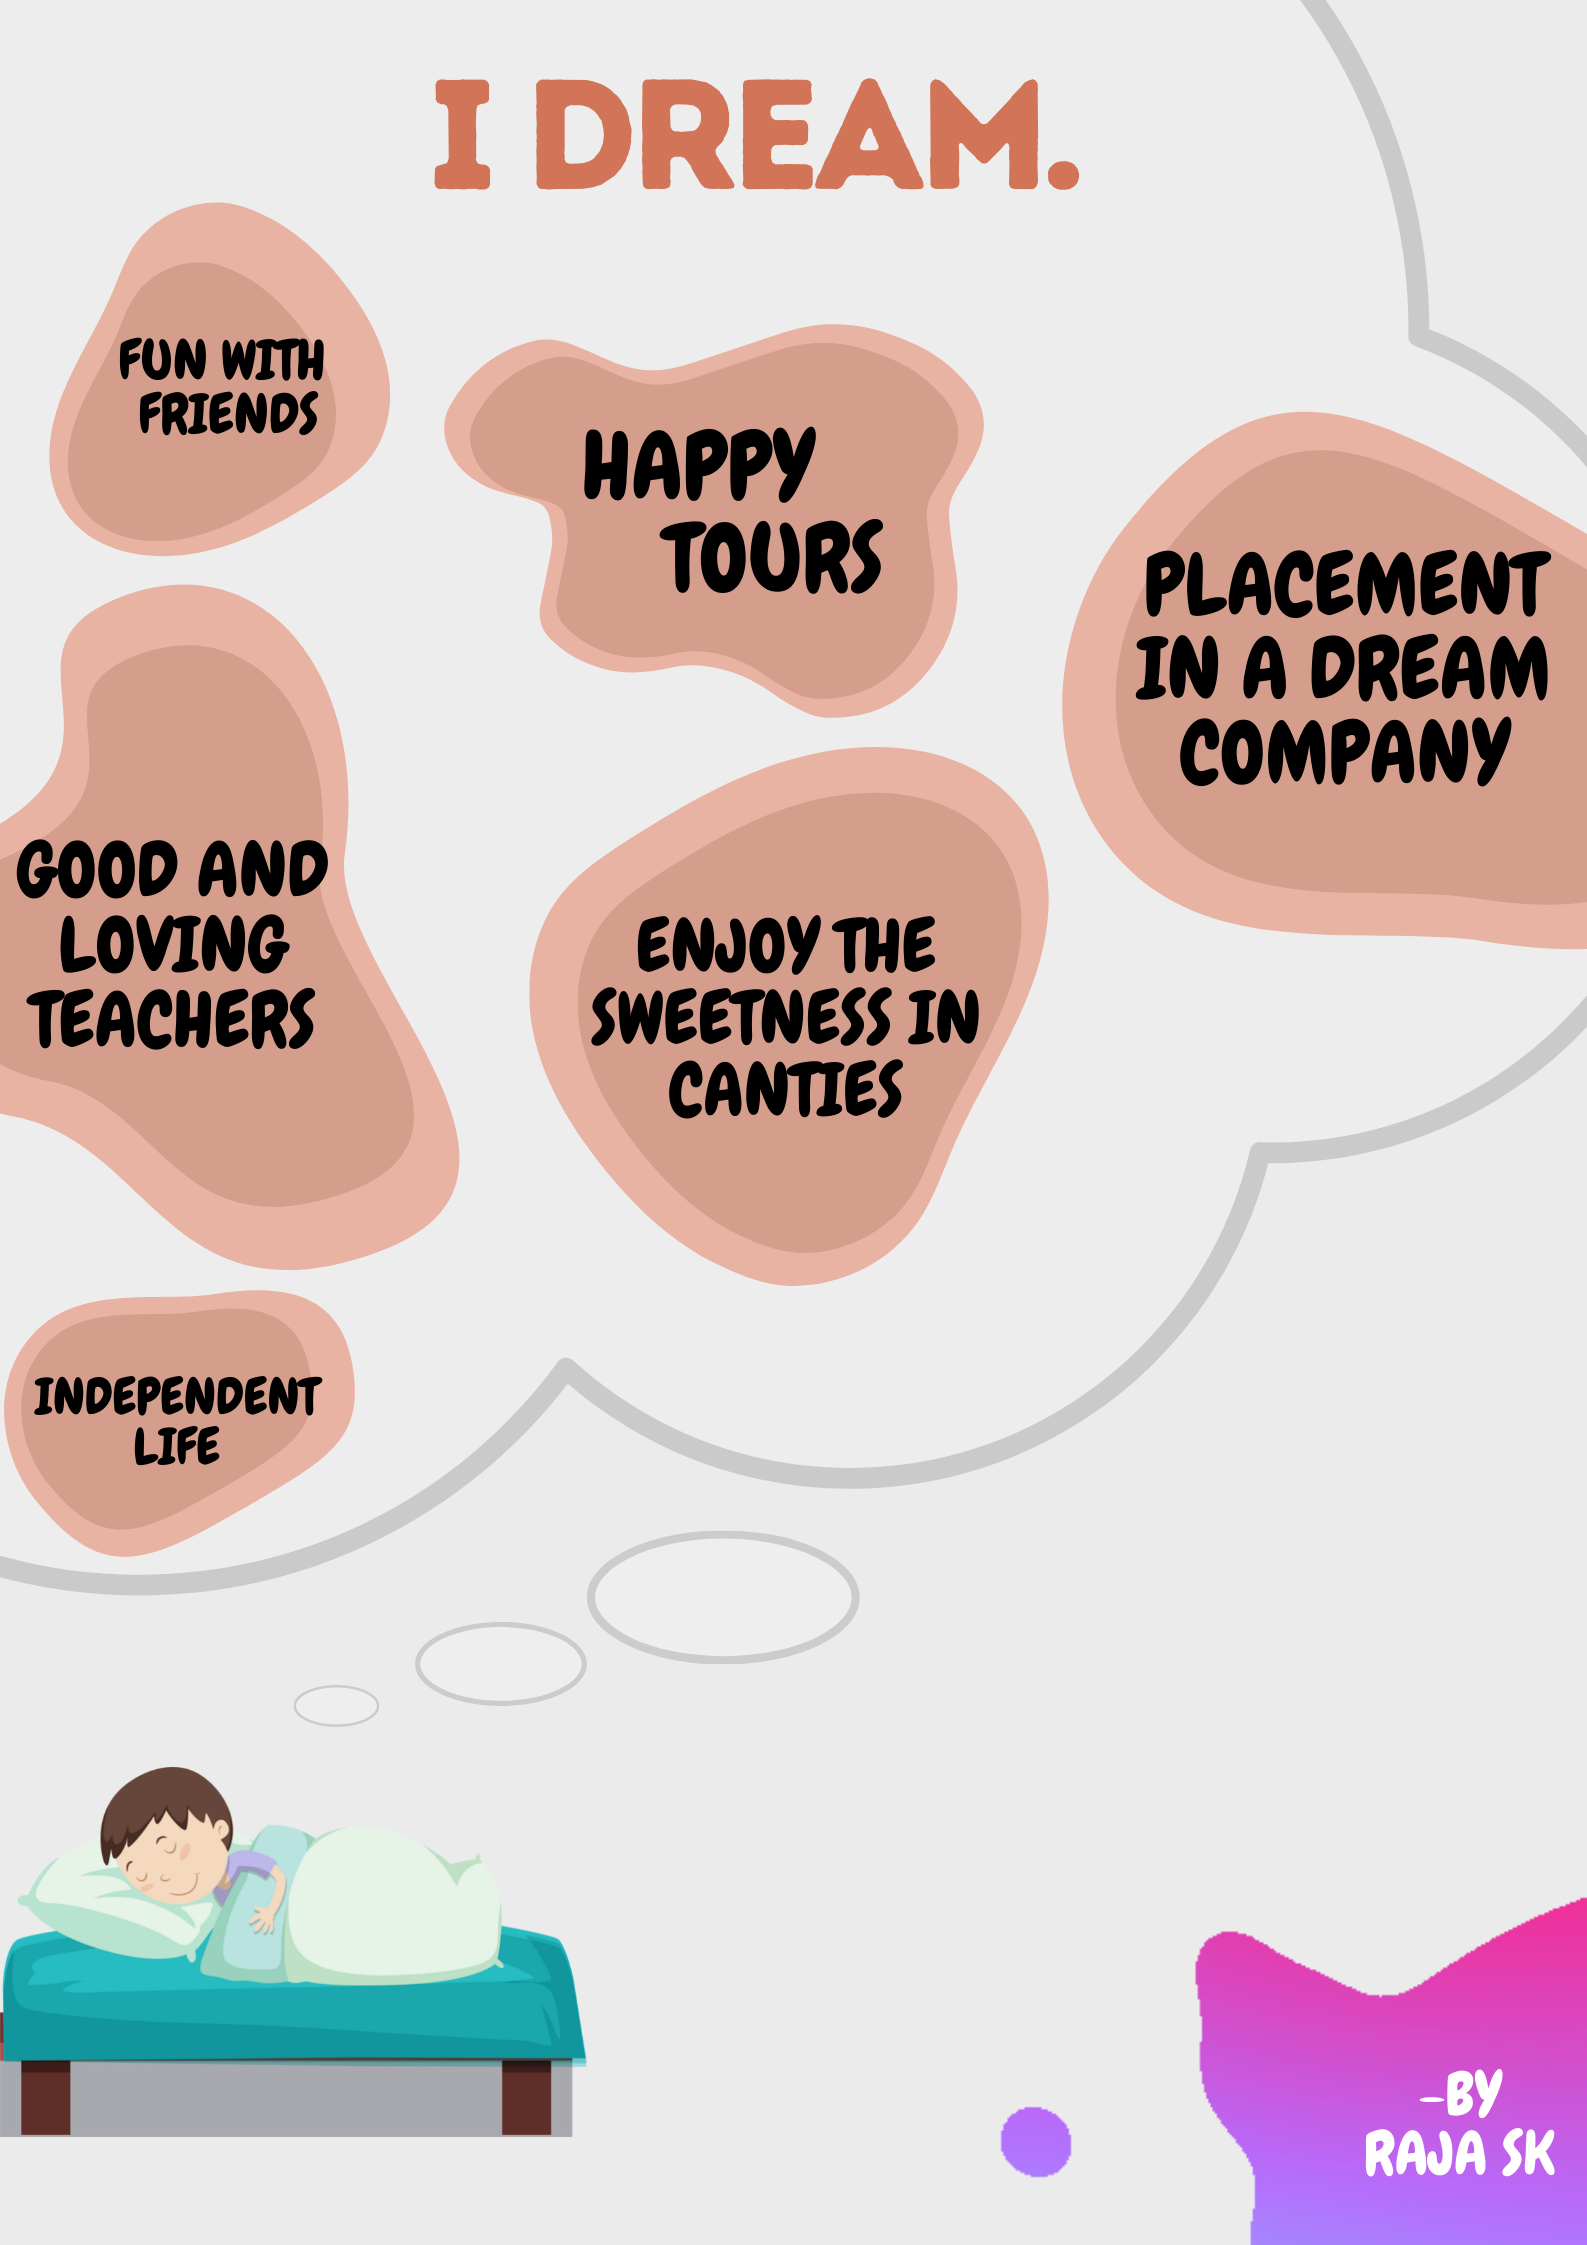 I DREAM.
FUN WITH
FRIENDS
HAPPY
TOURS
PLACEMENT
IN A DREAM
COMPANY
GOOD AND
LOVING
TEACHERS
ENJOY THE
SWEETNESS IN
CANTIES
INDEPENDENT
LIFE
-BY
RAJA SK